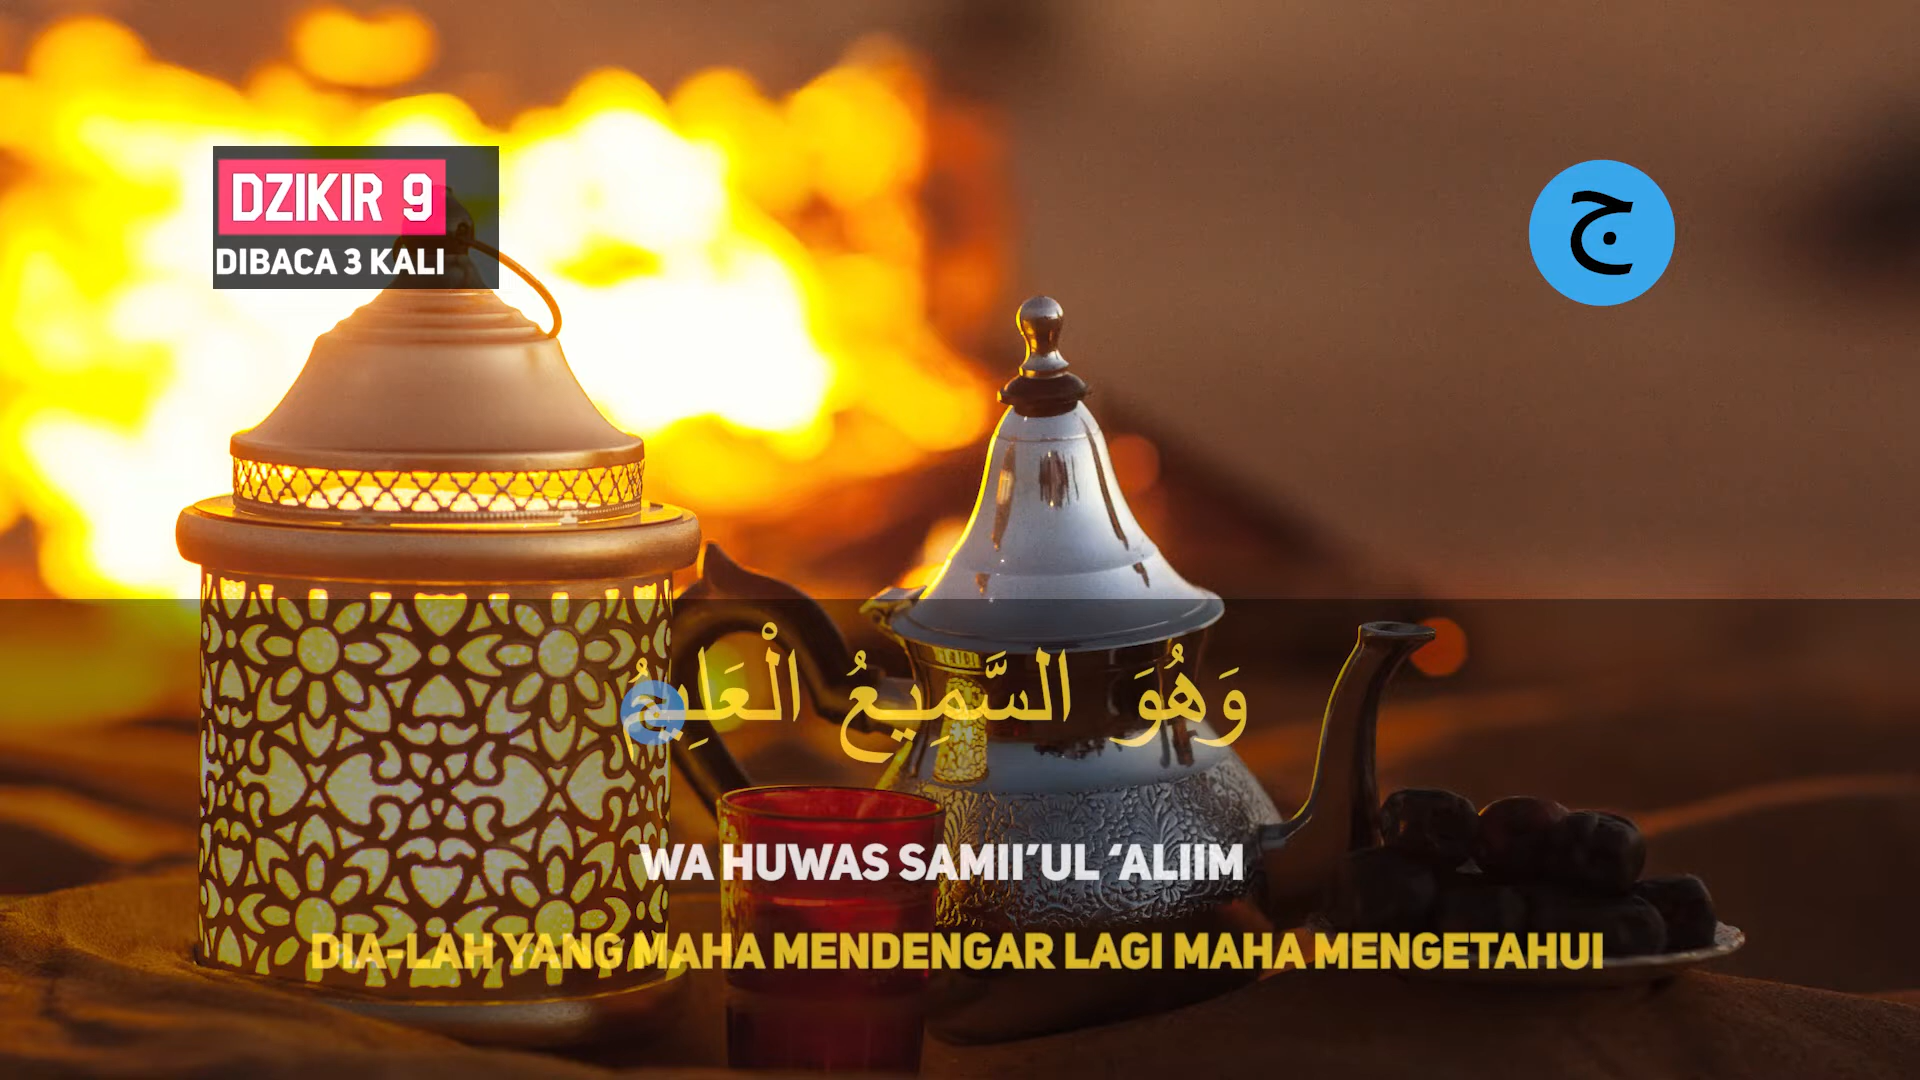 DZIKIR 9
DIBACA 3 KALI
ج
وَهُوَ السَّمِيعُ الْعَلِيمُ
WA HUWAS SAMII'UL 'ALIIM
DIA-LAH YANG MAHA MENDENGAR LAGI MAHA MENGETAHUI